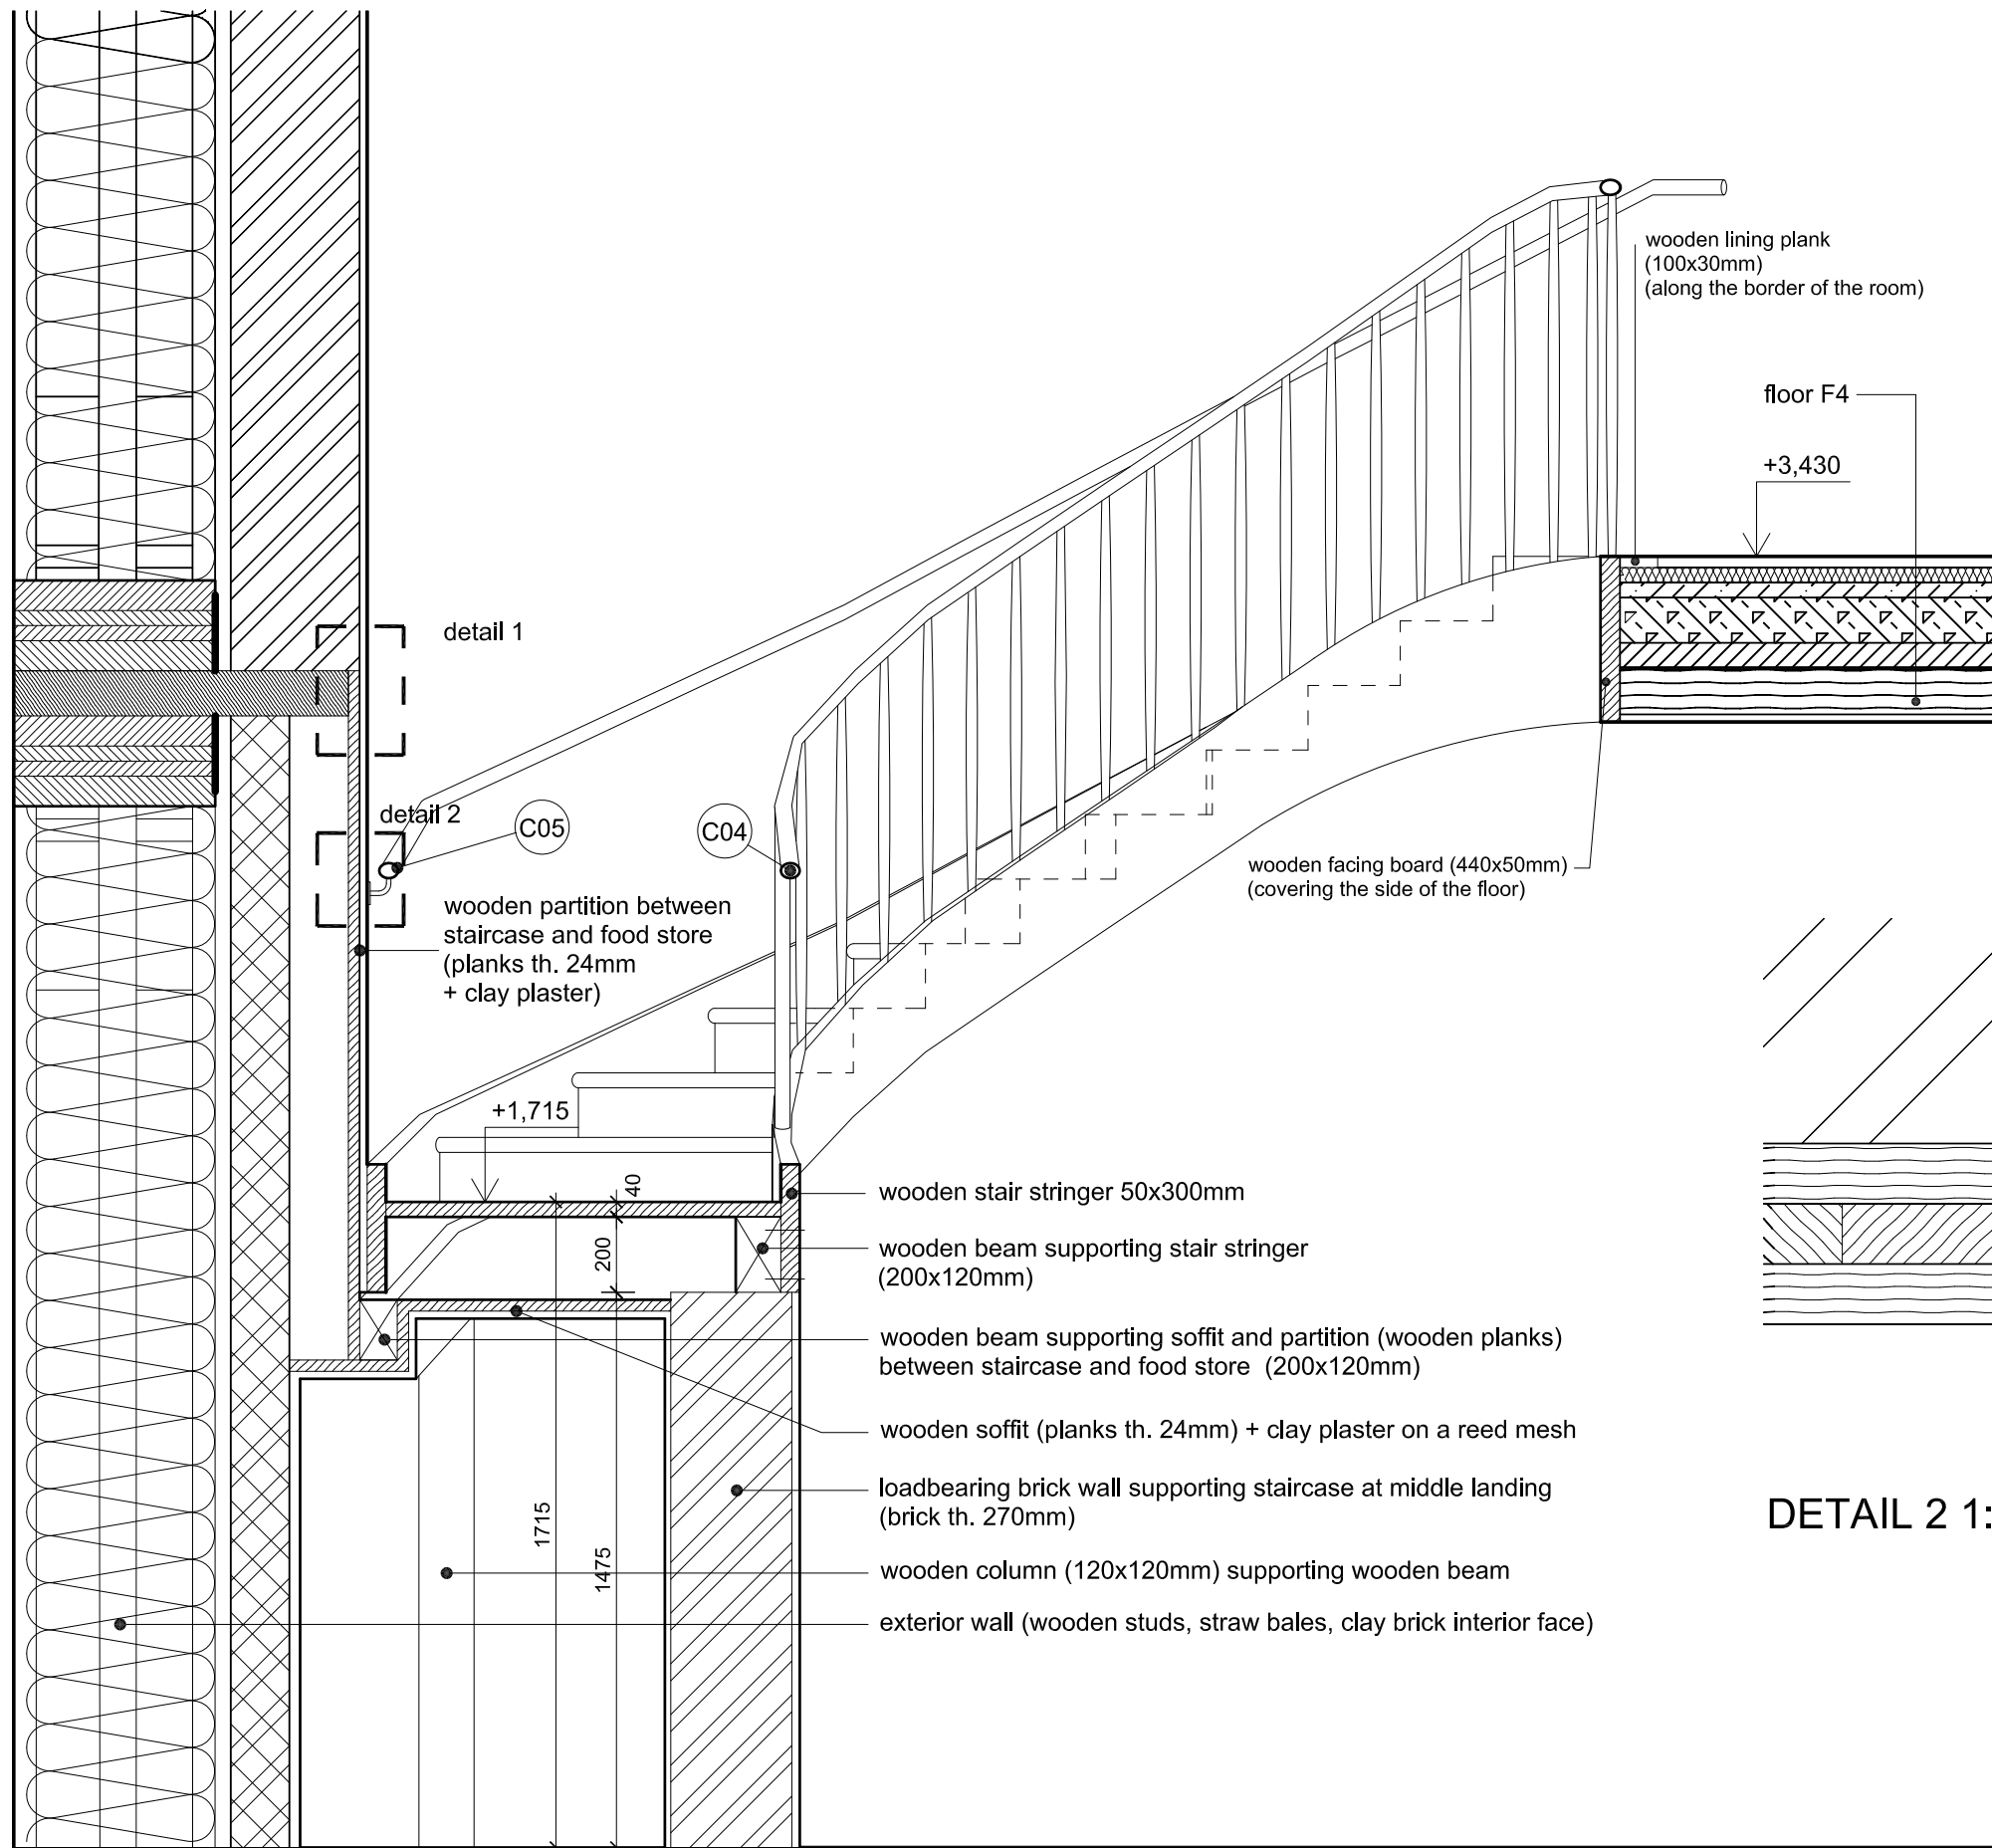 wooden lining plank
(100x30mm)
(along the border of the room)
floor F4
+3,430
detail 1
detail 2
C05
C04
wooden facing board (440x50mm)
(covering the side of the floor)
wooden partition between
staircase and food store
(planks th. 24mm
+ clay plaster)
+1,715
40
200
wooden stair stringer 50x300mm
wooden beam supporting stair stringer
(200x120mm)
wooden beam supporting soffit and partition (wooden planks)
between staircase and food store (200x120mm)
wooden soffit (planks th. 24mm) + clay plaster on a reed mesh
loadbearing brick wall supporting staircase at middle landing
(brick th. 270mm)
1715
1475
DETAIL 2 1:
wooden column (120x120mm) supporting wooden beam
exterior wall (wooden studs, straw bales, clay brick interior face)